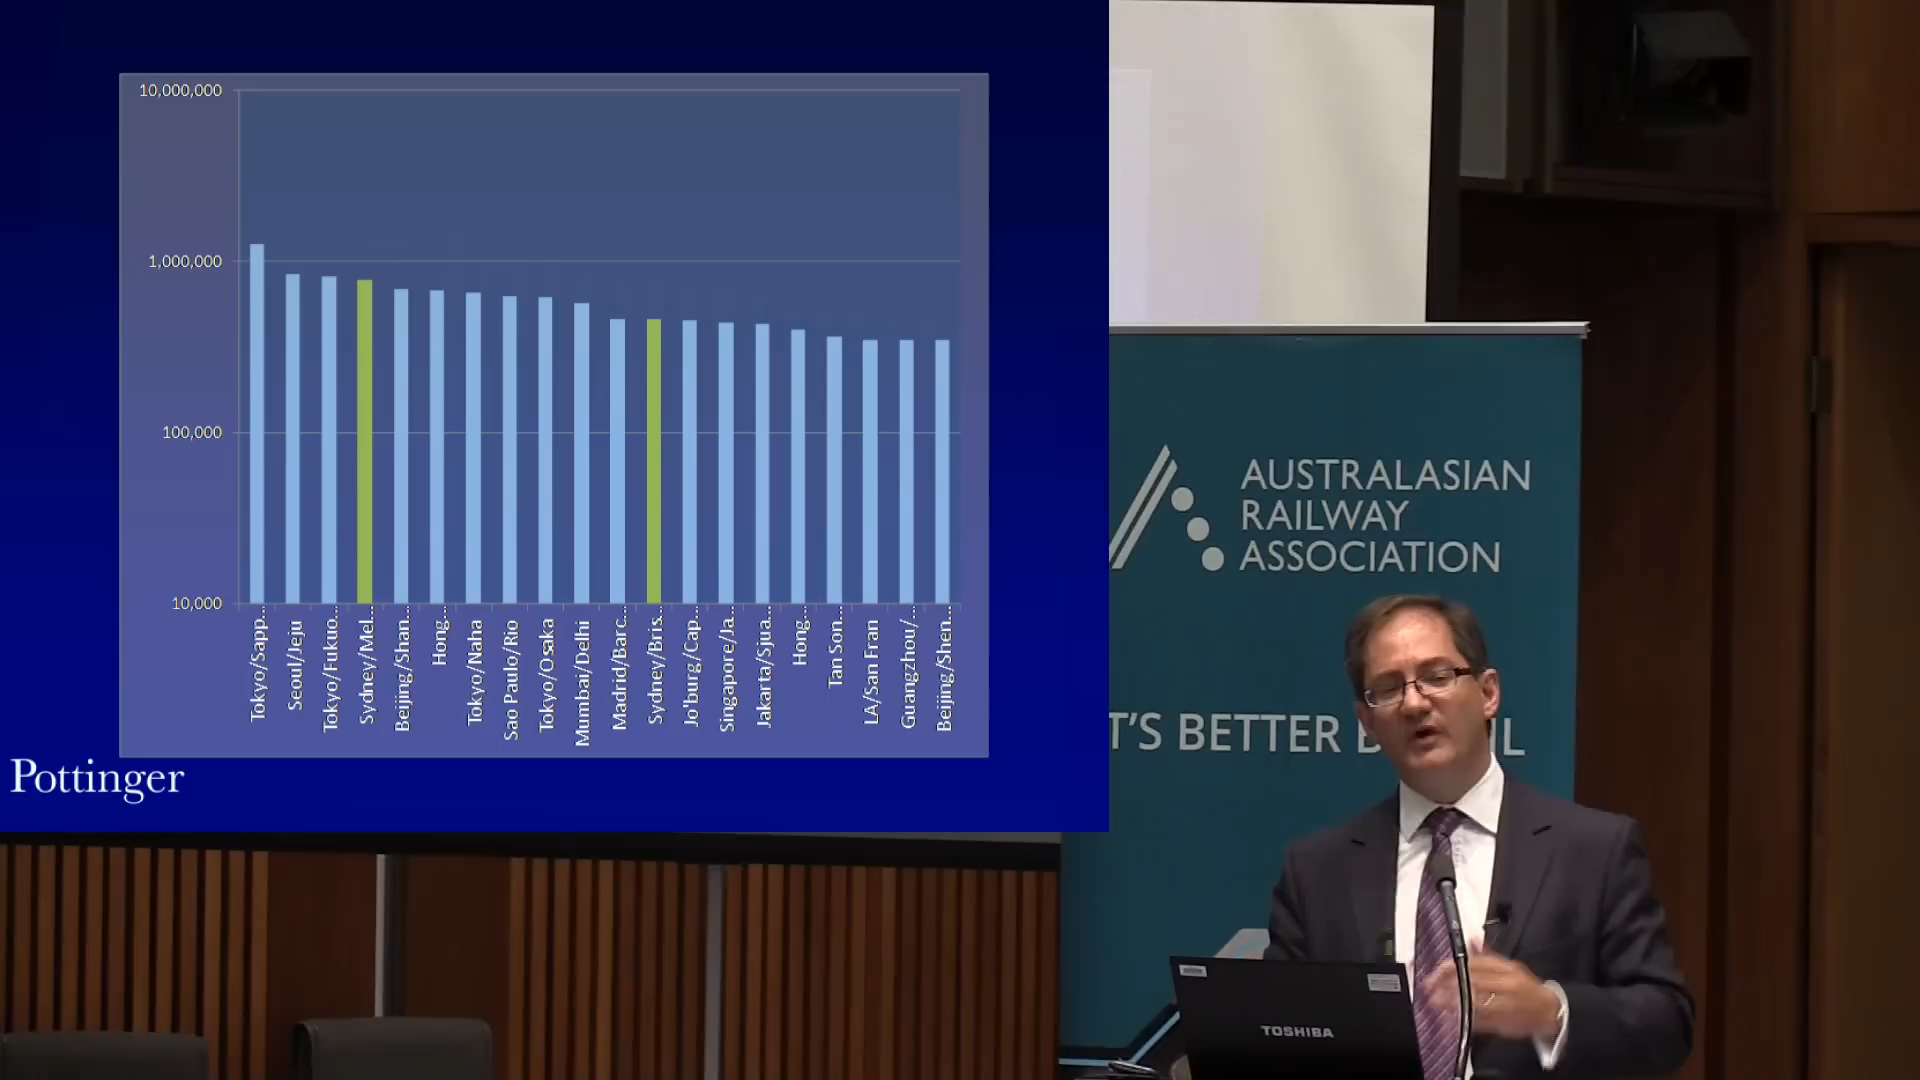 10,000,000
1,000,000
100,000
10,000
Tokyo/Sapp...
Seoul/Jeju
Tokyo/Fukuo...
Sydney/Mel...
Beijing/Shan...
Hong...
Tokyo/Naha
Sao Paulo/Rio
Tokyo/Osaka
Mumbai/Delhi
Madrid/Barc...
Sydney/Bris...
Jo'burg/Cap...
Singapore/Ja...
Jakarta/Sjua...
Hong...
Tan Son...
LA/San Fran
Guangzhou/...
Beijing/Shen...
Pottinger
AUSTRALASIAN
RAILWAY
ASSOCIATION
T'S BETTER B IL
TOSHIBA